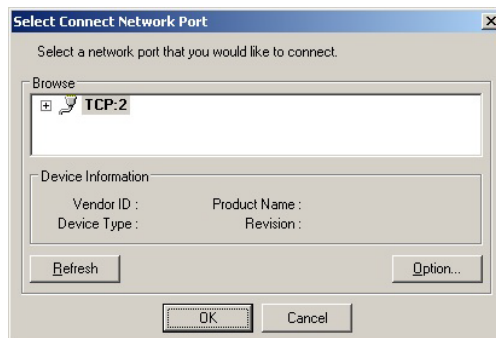 Select Connect Network Port
Select a network port that you would like to connect.
Browse
TCP:2
Device Information
Vendor ID :
Product Name :
Device Type :
Revision :
Refresh
Option...
OK
Cancel